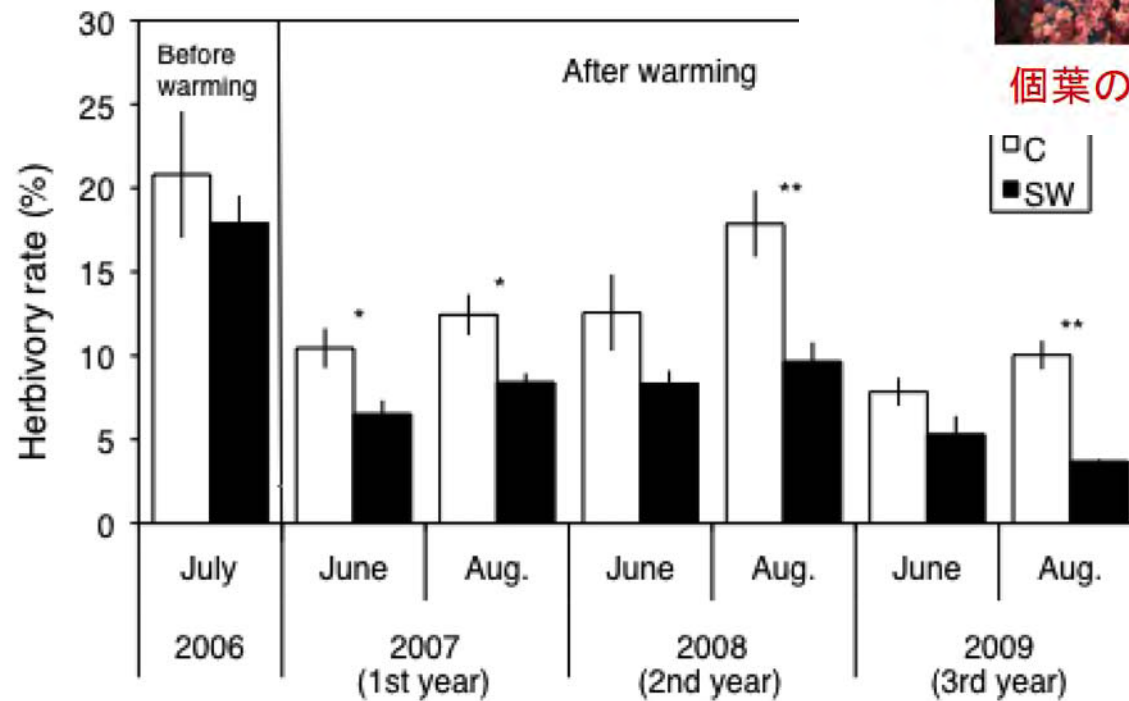 30
25
20
15
10
5
0
Herbivory rate (%)
Before
warming
After warming
個葉の
C
SW
*
*
**
**
July
June
Aug.
June
Aug.
June
Aug.
2006
2007
2008
2009
(1st year)
(2nd year)
(3rd year)